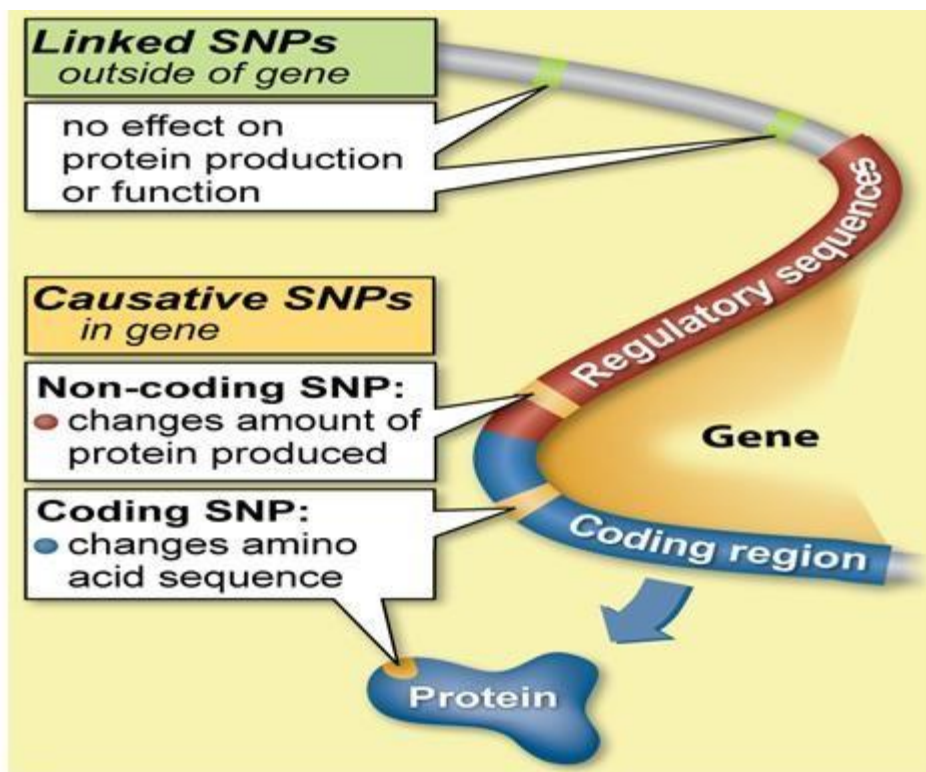 Linked SNPs
outside of gene
no effect on
protein production
or function
Causative SNPs
in gene
Non-coding SNP:
changes amount of
protein produced
Coding SNP:
changes amino
acid sequence
Regulatory sequences
Gene
Coding region
Protein